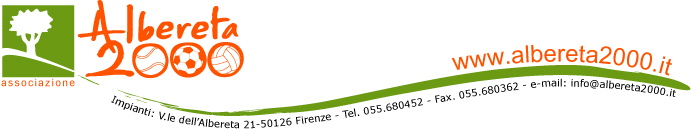 Albereta
2000
associazione
www.albereta2000.it
Impianti: V.le dell'Albereta 21-50126 Firenze - Tel. 055.680452 - Fax. 055.680362 - e-mail: info@albereta2000.it